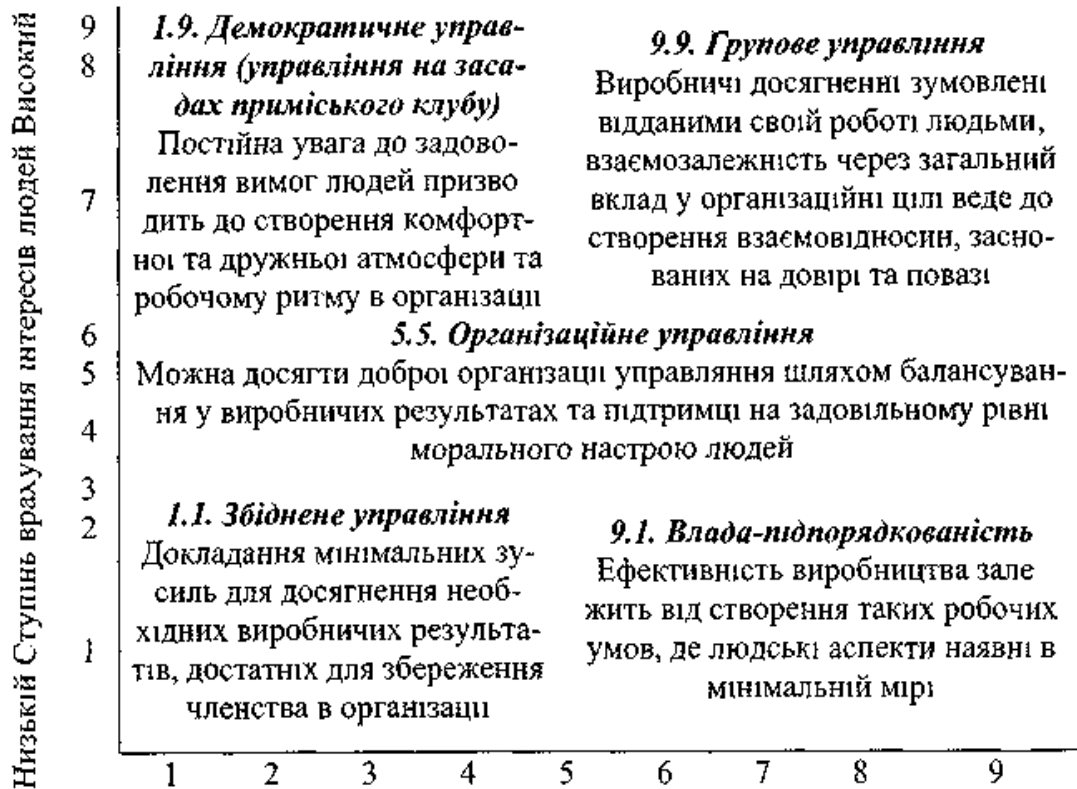 Низькій Ступінь врахування інтересів людей Високий
9
8
7
6
5
4
3
2
1
1.9. Демократичне управ-
ління (управління на заса-
дах приміського клубу)
Постійна увага до задово-
лення вимог людей призво
дить до створення комфорт-
ної та дружньої атмосфери та
робочому ритму в організації
9.9. Групове управління
Виробничі досягненні зумовлені
відданими своїй роботі людьми,
взаємозалежність через загальний
вклад у організаційні цілі веде до
створення взаємовідносин, засно-
ваних на довірі та повазі
5.5. Організаційне управління
Можна досягти доброї організації управляння шляхом балансуван-
ня у виробничих результатах та підтримці на задовільному рівні
морального настрою людей
1.1. Збіднене управління
Докладання мінімальних зу-
силь для досягнення необ-
хідних виробничих результа-
тів, достатніх для збереження
членства в організації
9.1. Влада-підпорядкованість
Ефективність виробництва зале
жить від створення таких робочих
умов, де людські аспекти наявні в
мінімальній мірі
1 2 3 4 5 6 7 8 9